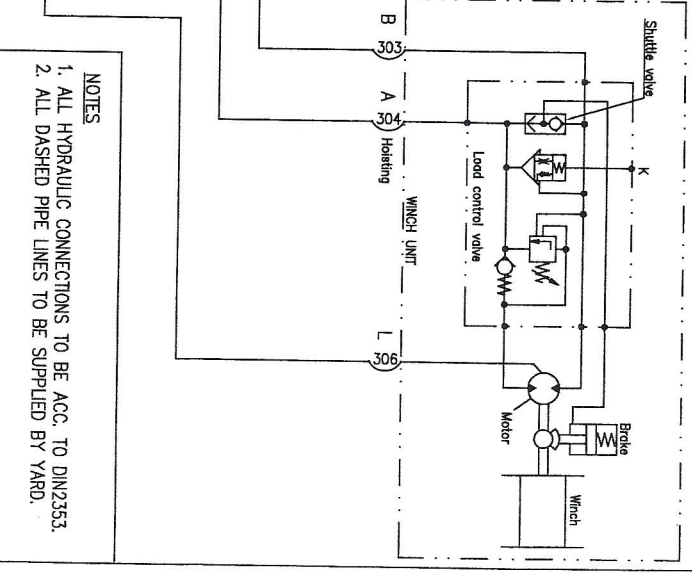 Shuttle valve
B
303
A
304
Hoisting
K
Load control valve
WINCH UNIT
L
306
Motor
Brake
Winch
NOTES
1. ALL HYDRAULIC CONNECTIONS TO BE ACC. TO DIN2353.
2. ALL DASHED PIPE LINES TO BE SUPPLIED BY YARD.